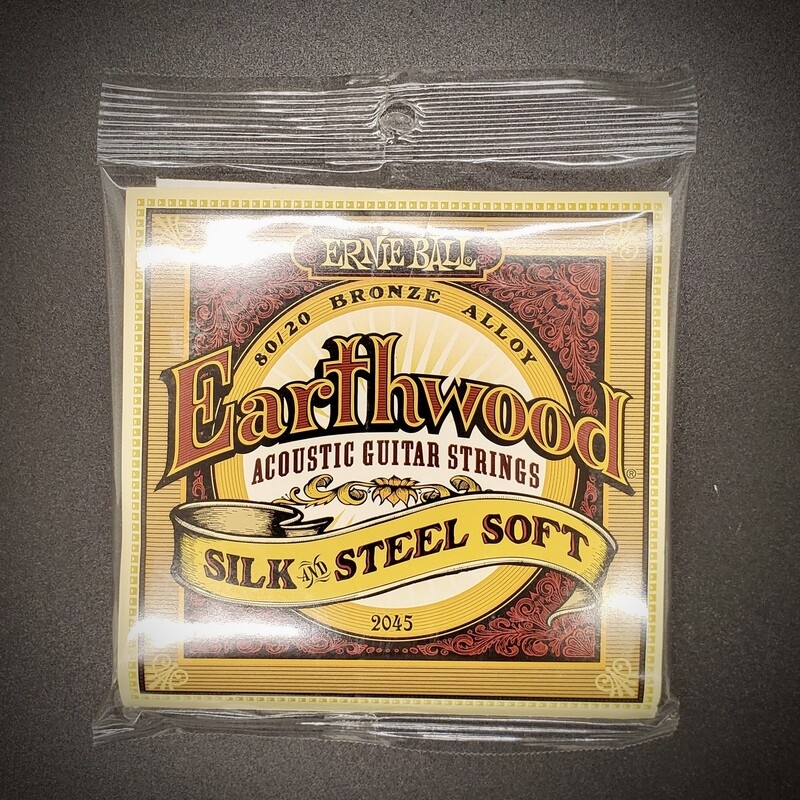 ERNIE BALL®
80/20 BRONZE ALLOY
Earthwood®
ACOUSTIC GUITAR STRINGS
SILK AND STEEL SOFT
2045